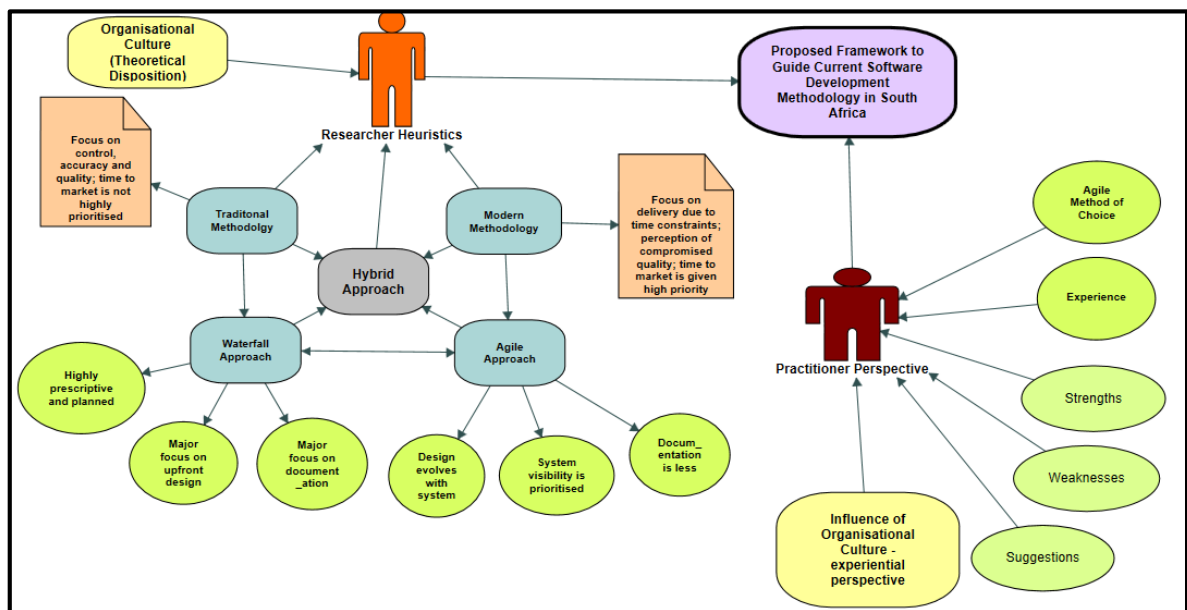 Organisational
Culture
(Theoretical
Disposition)
Researcher Heuristics
Proposed Framework to
Guide Current Software
Development
Methodology in South
Africa
Focus on
control,
accuracy and
quality; time to
market is not
highly
prioritised
Traditonal
Methodolgy
Modern
Methodology
Focus on
delivery due to
time constraints;
perception of
compromised
quality; time to
market is given
high priority
Hybrid
Approach
Waterfall
Approach
Agile
Approach
Highly
prescriptive
and planned
Major
focus on
upfront
design
Major
focus on
document
_ation
Design
evolves
with
system
System
visibility is
prioritised
Docum_
entation
is less
Agile
Method of
Choice
Experience
Practitioner Perspective
Strengths
Weaknesses
Suggestions
Influence of
Organisational
Culture -
experiential
perspective